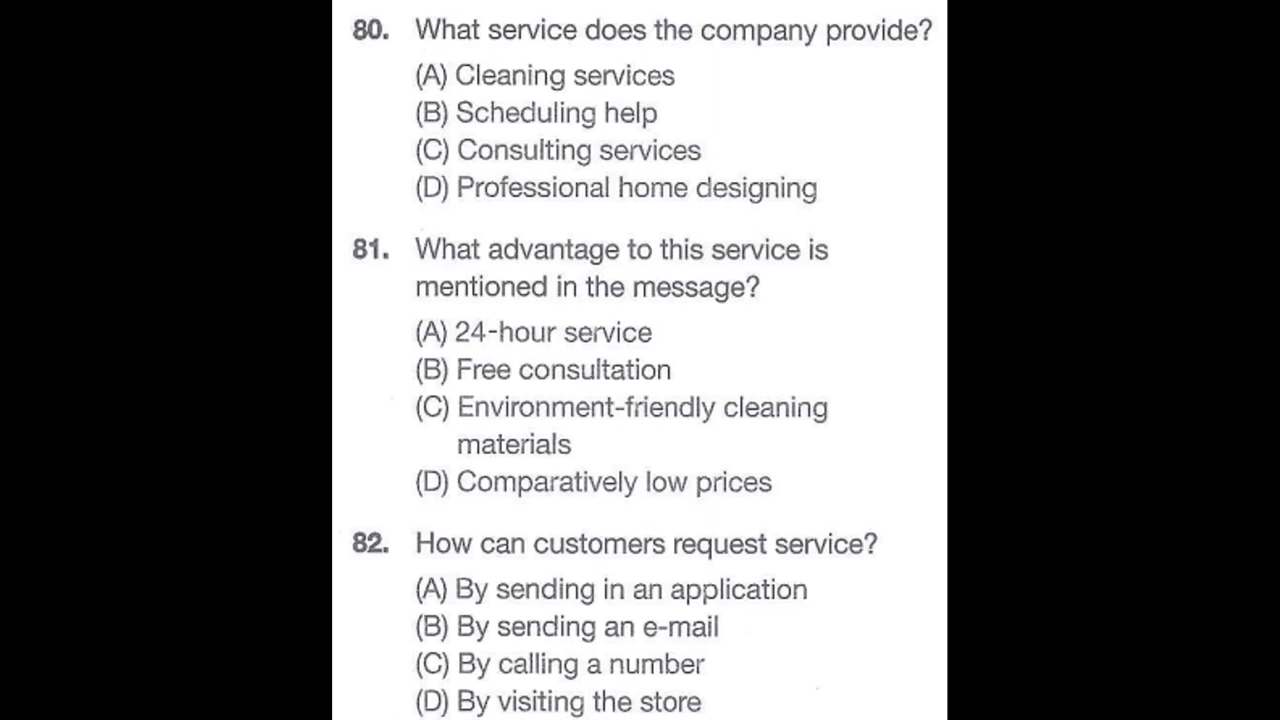 80. What service does the company provide?
(A) Cleaning services
(B) Scheduling help
(C) Consulting services
(D) Professional home designing
81. What advantage to this service is
mentioned in the message?
(A) 24-hour service
(B) Free consultation
(C) Environment-friendly cleaning
materials
(D) Comparatively low prices
82. How can customers request service?
(A) By sending in an application
(B) By sending an e-mail
(C) By calling a number
(D) By visiting the store